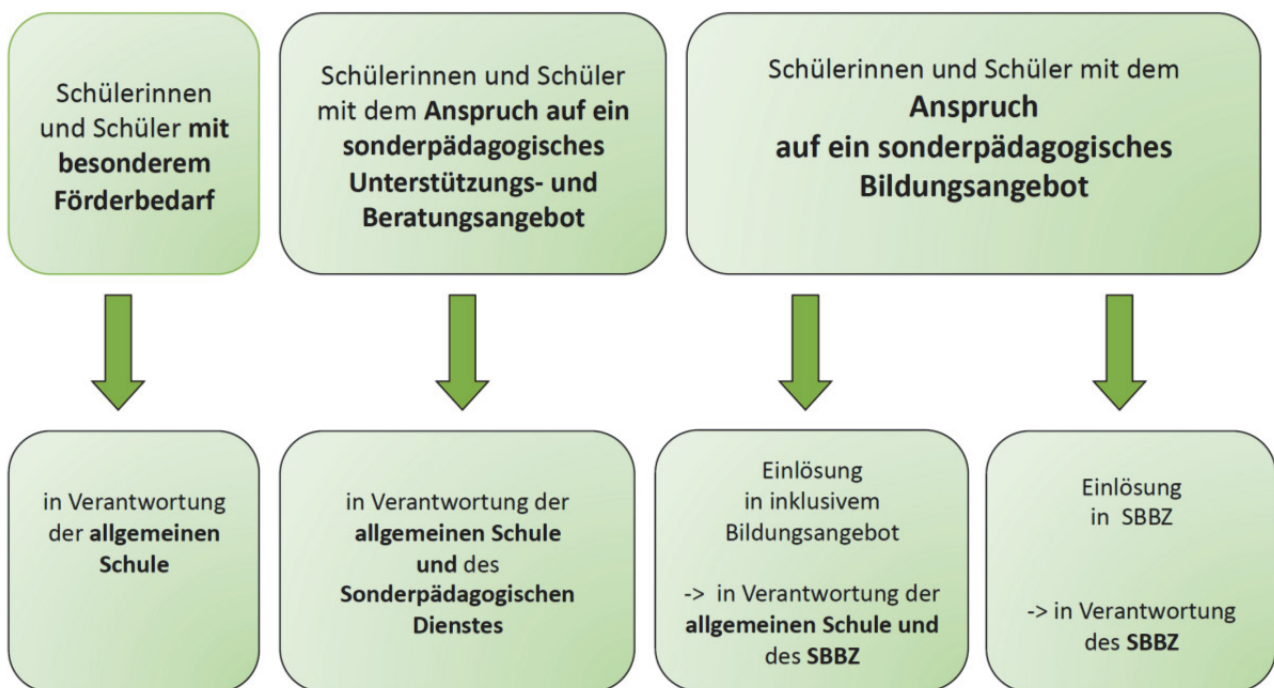 Schülerinnen
und Schüler mit
besonderem
Förderbedarf
Schülerinnen und Schüler
mit dem Anspruch auf ein
sonderpädagogisches
Unterstützungs- und
Beratungsangebot
Schülerinnen und Schüler mit dem
Anspruch
auf ein sonderpädagogisches
Bildungsangebot
in Verantwortung
der allgemeinen
Schule
in Verantwortung der
allgemeinen Schule
und des
Sonderpädagogischen
Dienstes
Einlösung
in inklusivem
Bildungsangebot
-> in Verantwortung der
allgemeinen Schule und
des SBBZ
Einlösung
in SBBZ
-> in Verantwortung
des SBBZ